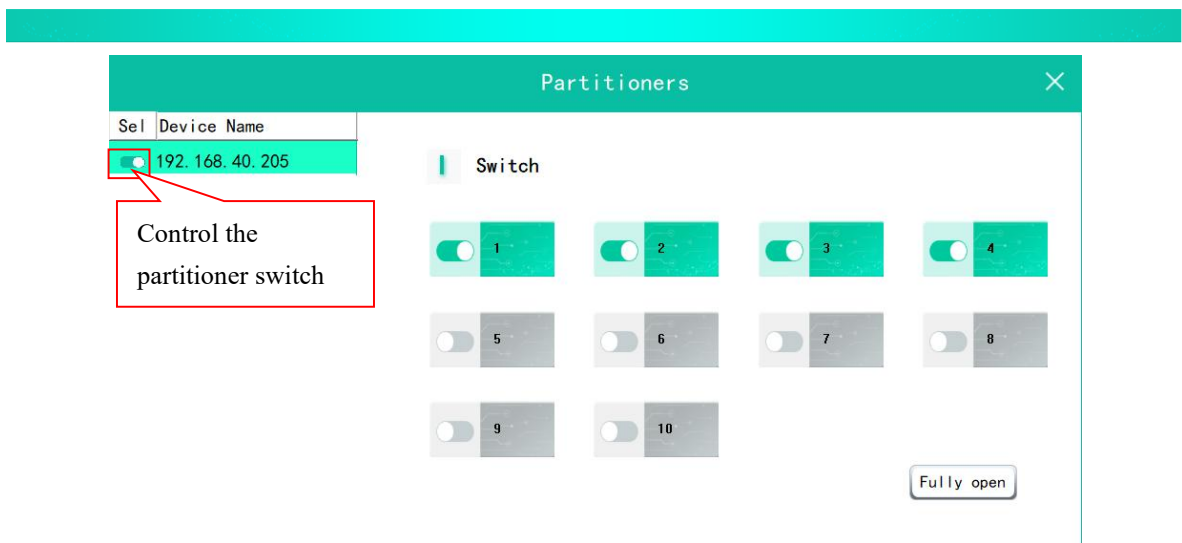 Partitioners
Sel Device Name
192.168.40.205
Switch
Control the
partitioner switch
1 2 3 4
5 6 7 8
9 10
Fully open